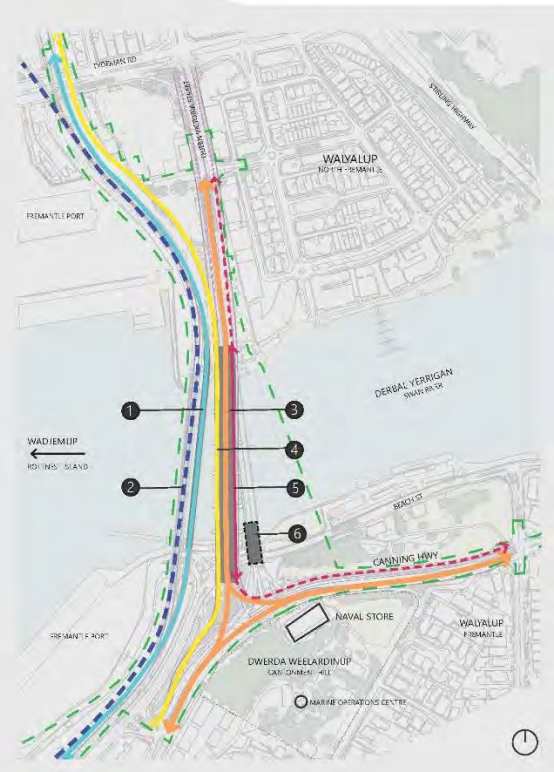 TYDEMAN RD
QUEEN VICTORIA STREET
STIRLING HIGHWAY
WALYALUP
NORTH FREMANTLE
FREMANTLE PORT
DERBAL YERRIGAN
SWAN RIVER
1
3
4
WADJEMUP
ROTTNEST ISLAND
2
5
6
BEACH ST
CANNING HWY
NAVAL STORE
WALYALUP
FREMANTLE
FREMANTLE PORT
DWERDA WEELARDINUP
CANTONMENT HILL
MARINE OPERATIONS CENTRE